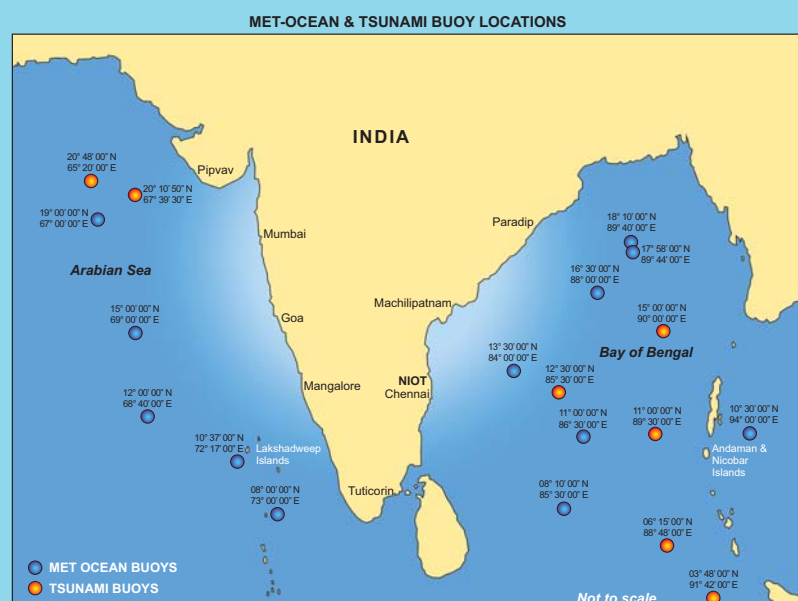 MET-OCEAN & TSUNAMI BUOY LOCATIONS
INDIA
20° 48' 00" N
65° 20' 00" E
Pipvav
20° 10' 50" N
67° 39' 30" E
19° 00' 00" N
67° 00' 00" E
Mumbai
Paradip
18° 10' 00" N
89° 40' 00" E
17° 58' 00" N
89° 44' 00" E
Arabian Sea
16° 30' 00" N
88° 00' 00" E
Machilipatnam
15° 00' 00" N
69° 00' 00" E
Goa
15° 00' 00" N
90° 00' 00" E
13° 30' 00" N
84° 00' 00" E
Bay of Bengal
12° 30' 00" N
85° 30' 00" E
Mangalore
NIOT
Chennai
12° 00' 00" N
68° 40' 00" E
11° 00' 00" N
86° 30' 00" E
11° 00' 00" N
89° 30' 00" E
10° 30' 00" N
94° 00' 00" E
10° 37' 00" N
72° 17' 00" E
Lakshadweep
Islands
Andaman &
Nicobar
Islands
08° 00' 00" N
73° 00' 00" E
Tuticorin
08° 10' 00" N
85° 30' 00" E
06° 15' 00" N
88° 48' 00" E
MET OCEAN BUOYS
TSUNAMI BUOYS
03° 48' 00" N
91° 42' 00" E
Not to scale